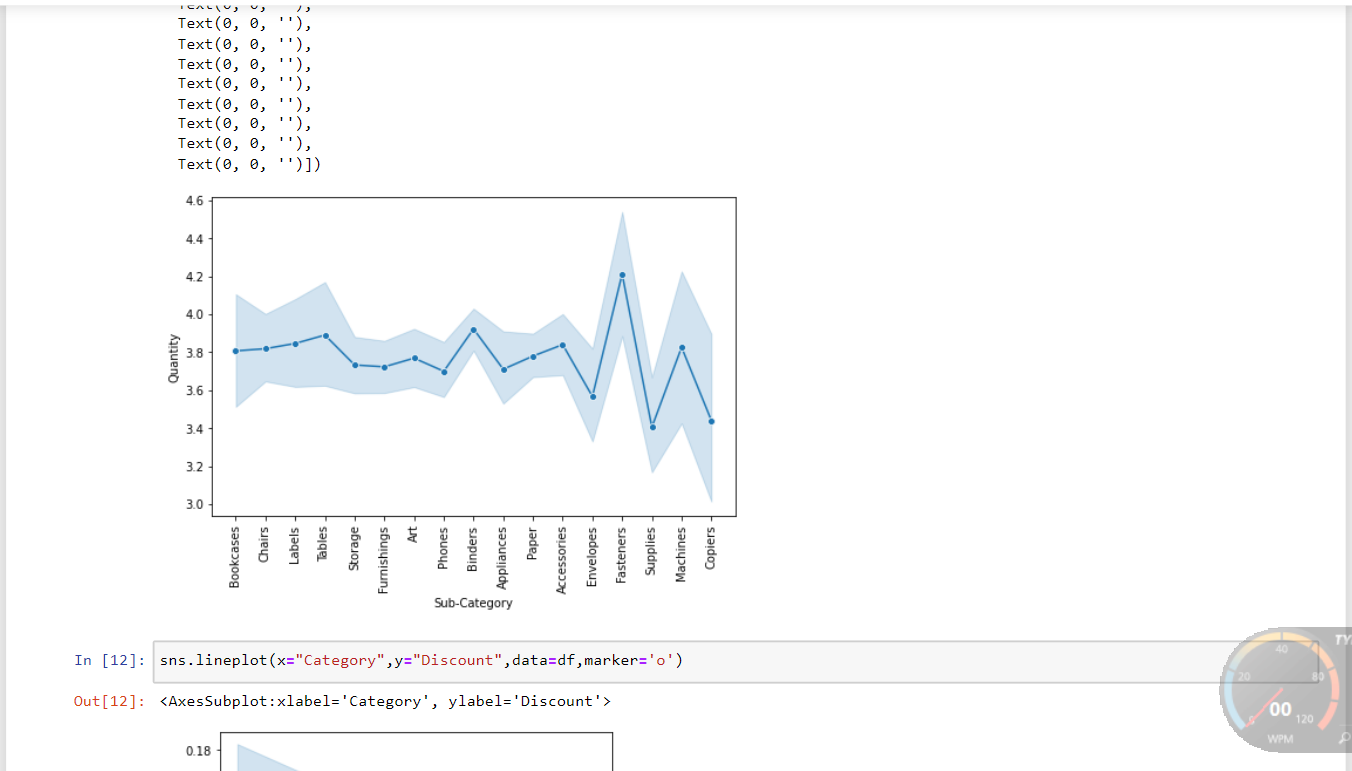 Text(0, 0, ''),
Text(0, 0, ''),
Text(0, 0, ''),
Text(0, 0, ''),
Text(0, 0, ''),
Text(0, 0, ''),
Text(0, 0, ''),
Text(0, 0, ''),
Text(0, 0, '')])
4.6
4.4
4.2
4.0
3.8
3.6
3.4
3.2
3.0
Quantity
Bookcases
Chairs
Labels
Tables
Storage
Furnishings
Art
Phones
Binders
Appliances
Paper
Accessories
Envelopes
Fasteners
Supplies
Machines
Copiers
Sub-Category
In [12]: sns.lineplot(x="Category",y="Discount",data=df,marker='o')
Out[12]: <AxesSubplot:xlabel='Category', ylabel='Discount'>
0.18
0
20
40
80
120
00
WPM